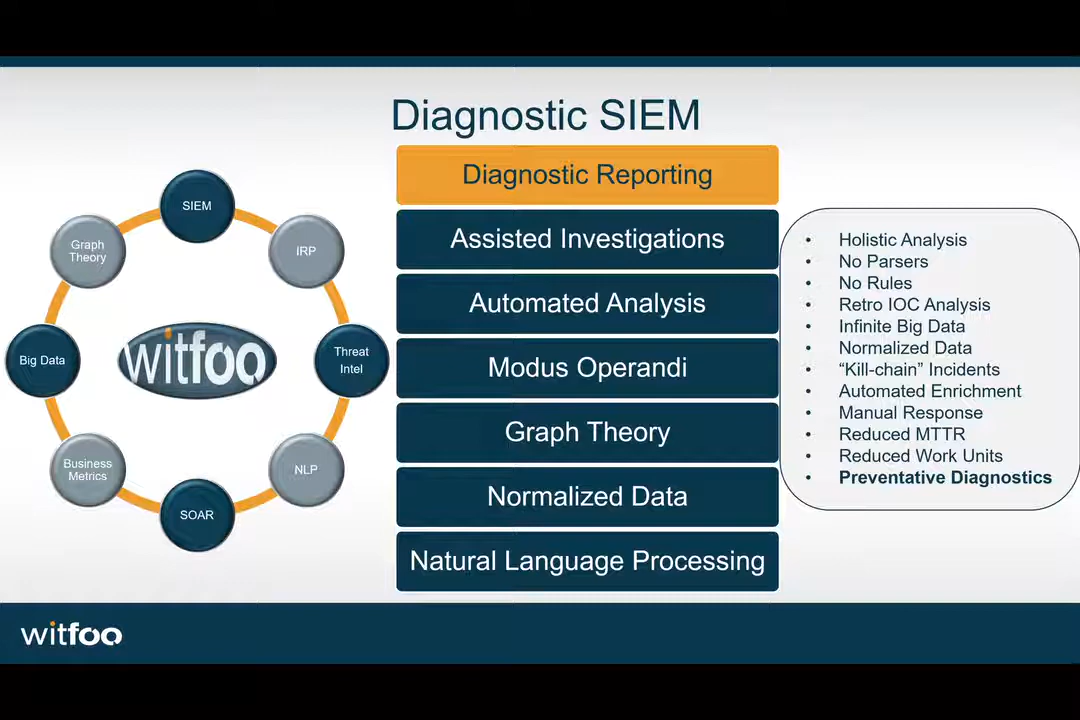 Diagnostic SIEM
SIEM
IRP
Threat
Intel
NLP
SOAR
Business
Metrics
Big Data
Graph
Theory
witfoo
Diagnostic Reporting
Assisted Investigations
Automated Analysis
Modus Operandi
Graph Theory
Normalized Data
Natural Language Processing
• Holistic Analysis
• No Parsers
• No Rules
• Retro IOC Analysis
• Infinite Big Data
• Normalized Data
• “Kill-chain” Incidents
• Automated Enrichment
• Manual Response
• Reduced MTTR
• Reduced Work Units
• Preventative Diagnostics
witfoo